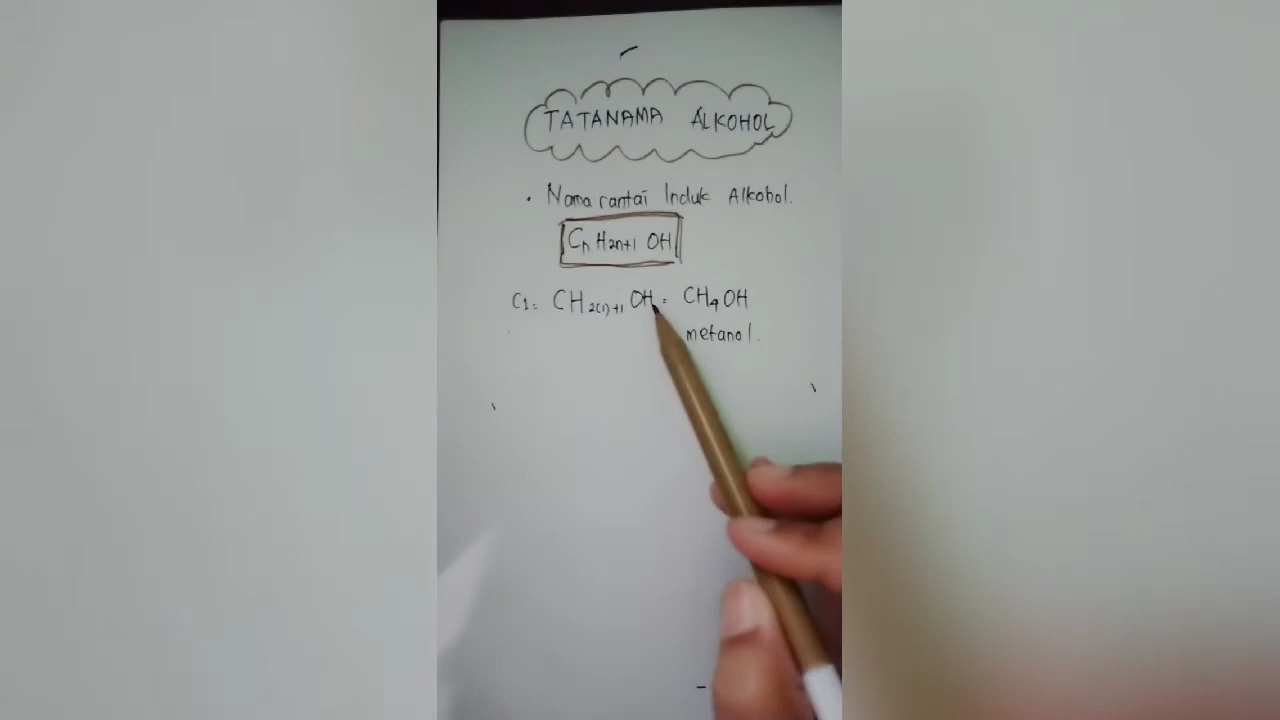 TATANAMA ALKOHOL
• Nama rantai Induk Alkohol.
CnH2n+1 OH
C1= CH2(1)+1 OH = CH4OH
metanol.